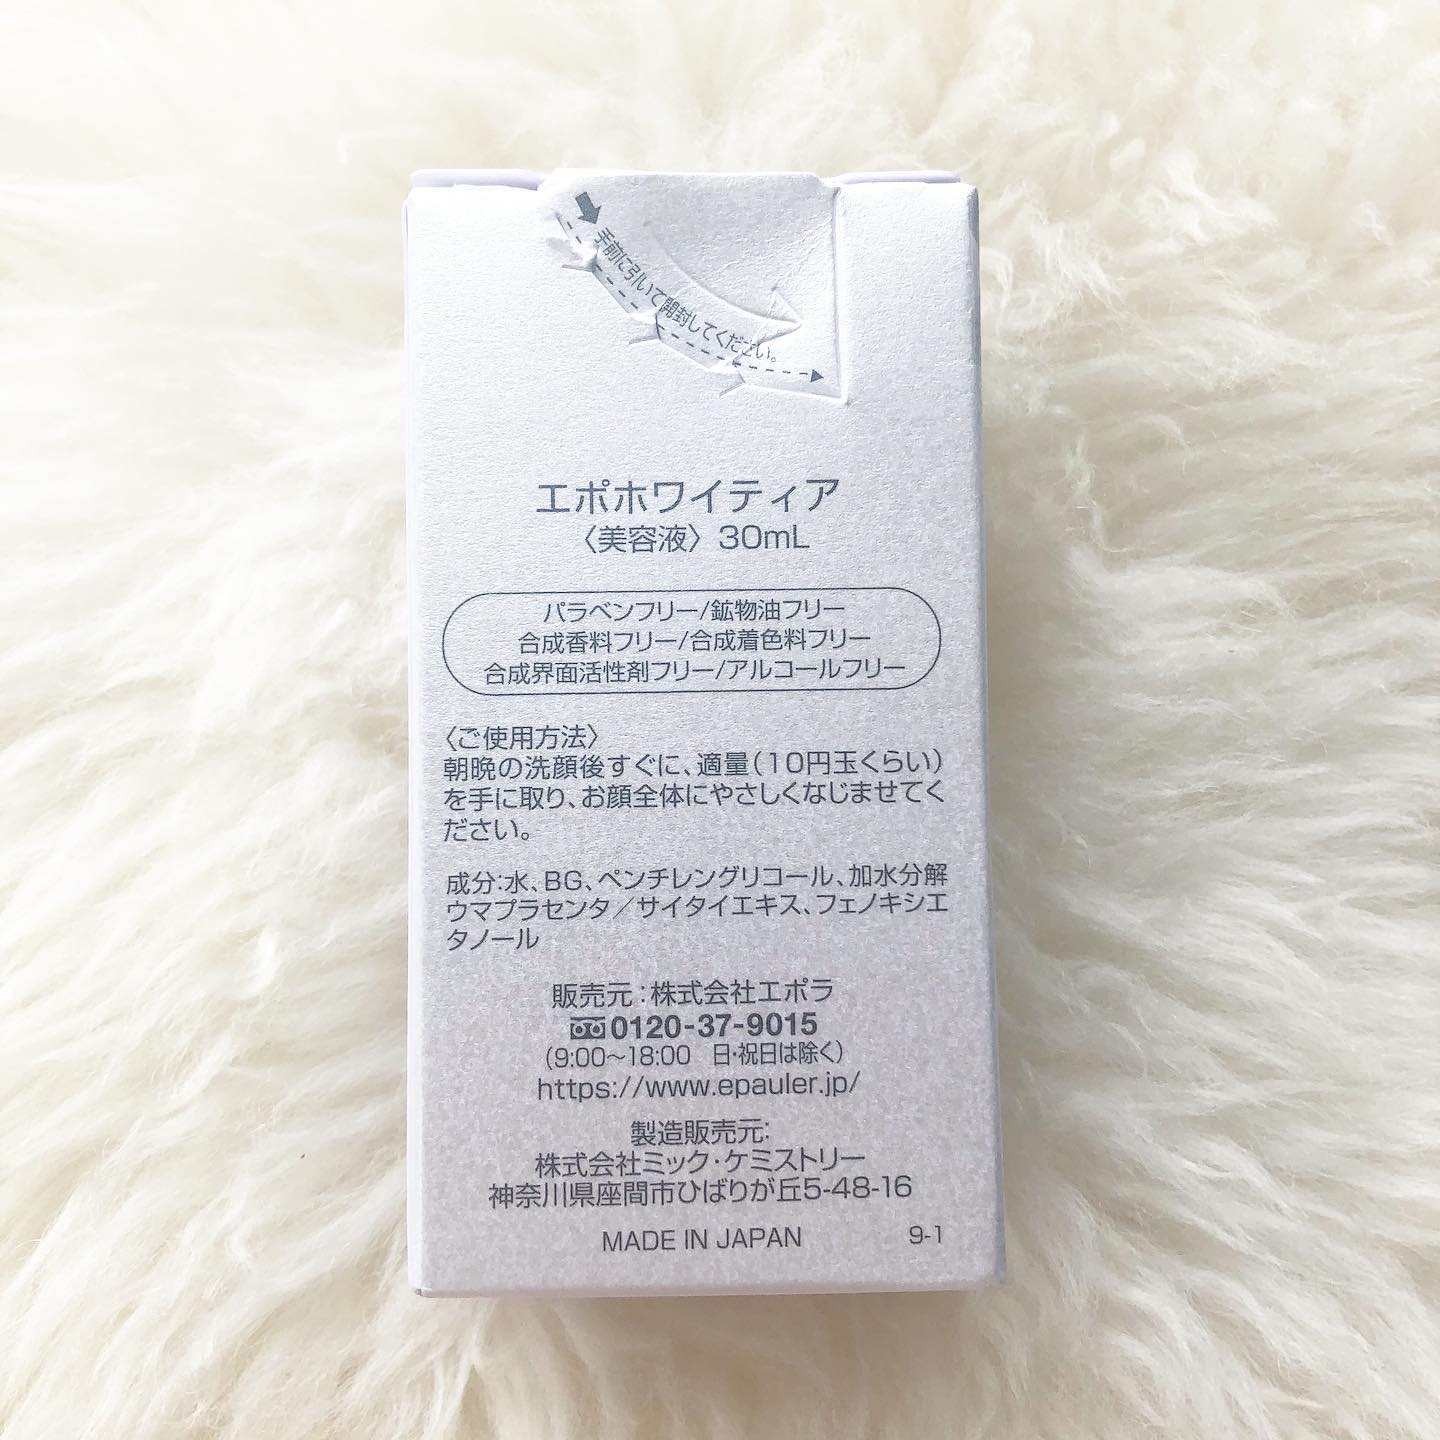 手前に引いて開封してください。
エポホワイティア
〈美容液〉30mL
パラベンフリー/鉱物油フリー
合成香料フリー/合成着色料フリー
合成界面活性剤フリー/アルコールフリー
〈ご使用方法〉
朝晩の洗顔後すぐに、適量(10円玉くらい)
を手に取り、お顔全体にやさしくなじませてく
ださい。
成分:水、BG、ペンチレングリコール、加水分解
ウマプラセンタ/サイタイエキス、フェノキシエ
タノール
販売元:株式会社エポラ
0120-37-9015
(9:00〜18:00 日・祝日は除く)
https://www.epauler.jp/
製造販売元:
株式会社ミック・ケミストリー
神奈川県座間市ひばりが丘5-48-16
MADE IN JAPAN 9-1